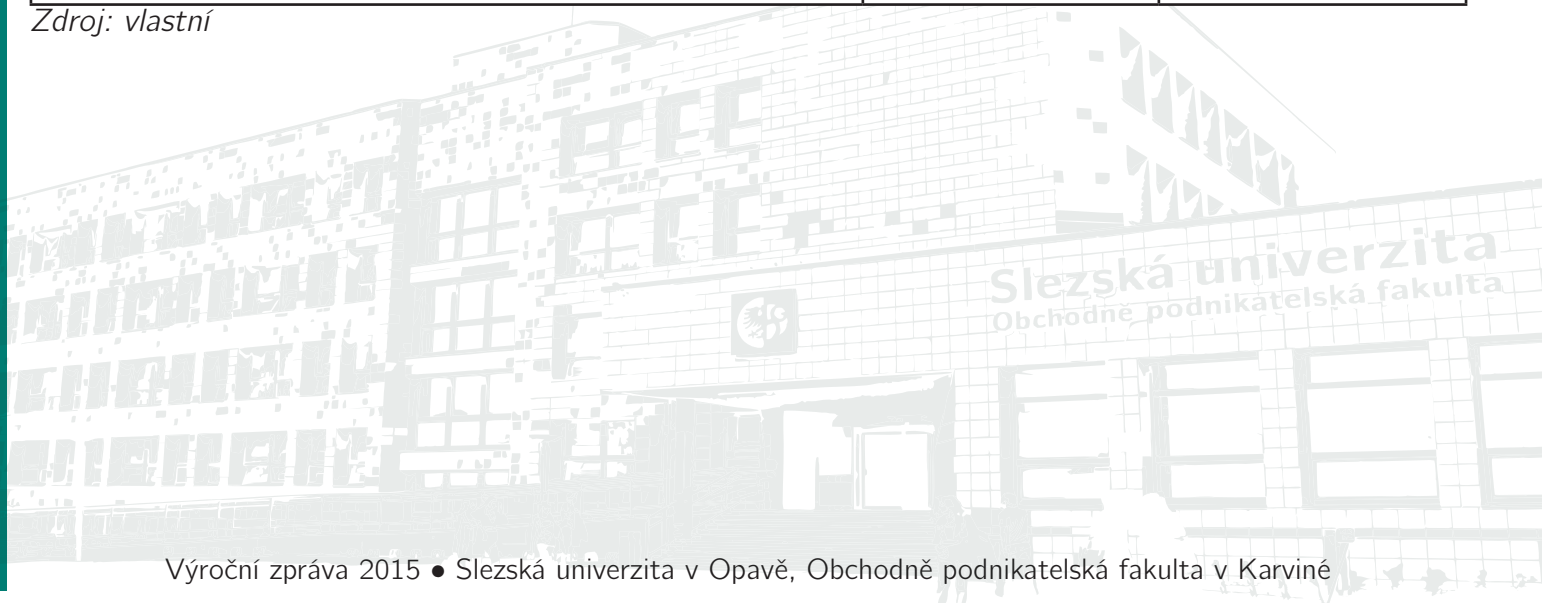 Zdroj: vlastní
Slezská univerzita
Obchodně podnikatelská fakulta
Výroční zpráva 2015 • Slezská univerzita v Opavě, Obchodně podnikatelská fakulta v Karviné